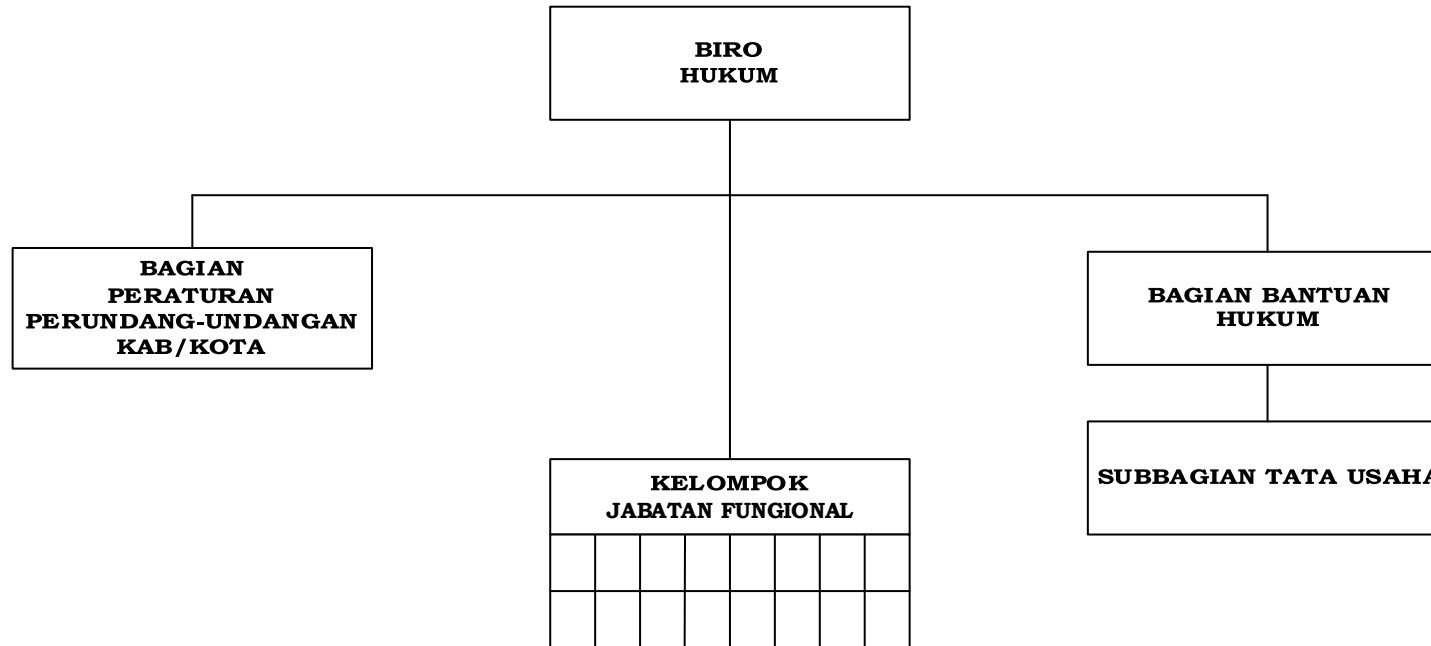 BIRO
HUKUM
BAGIAN
PERATURAN
PERUNDANG-UNDANGAN
KAB/KOTA
BAGIAN BANTUAN
HUKUM
SUBBAGIAN TATA USAHA
KELOMPOK
JABATAN FUNGIONAL